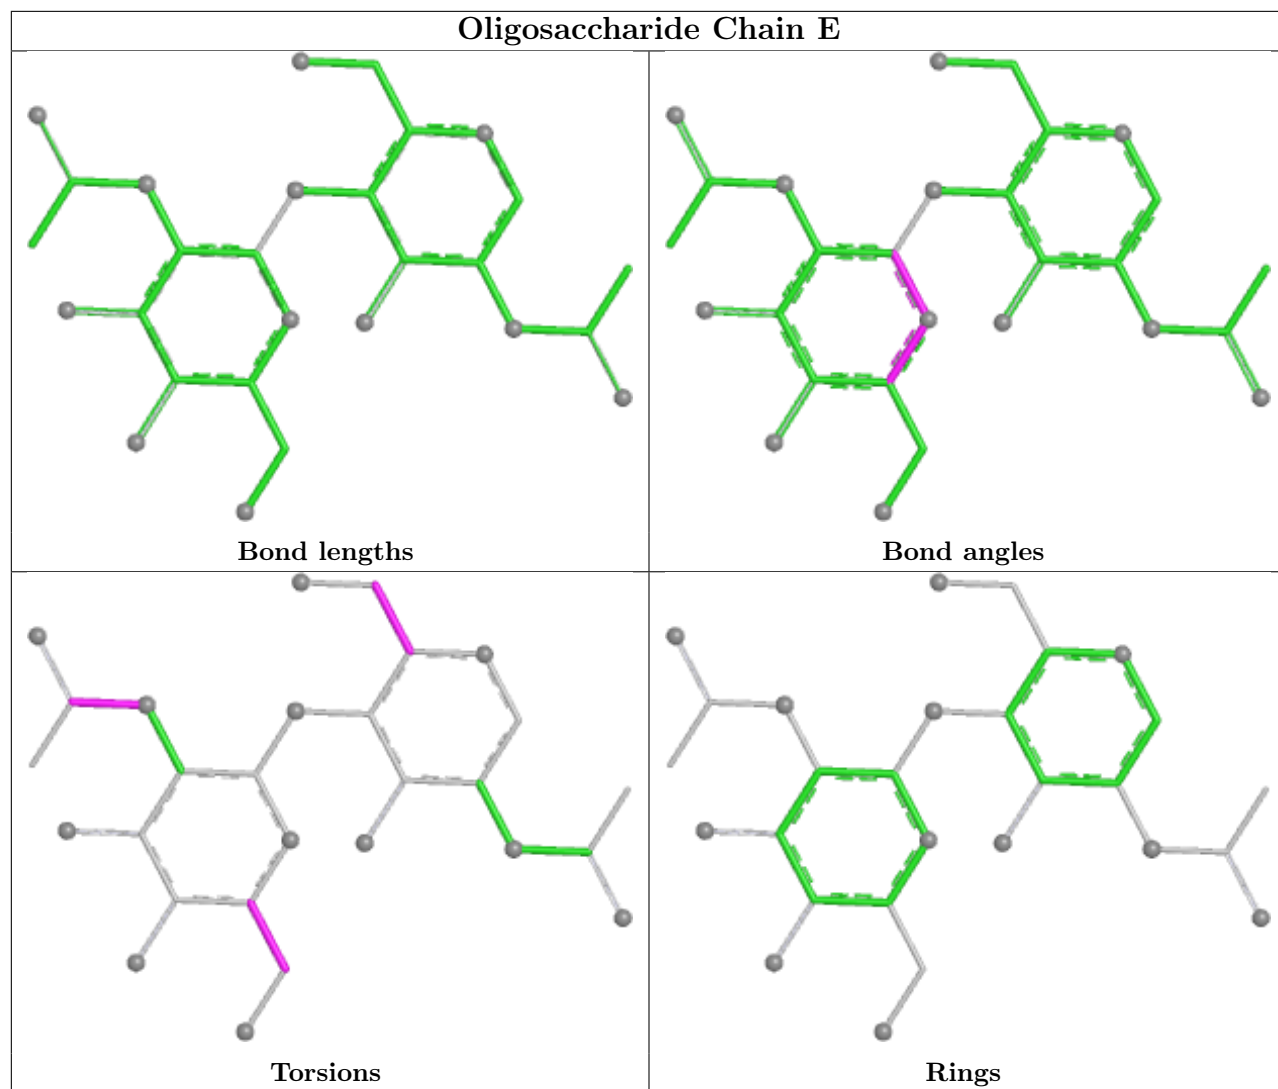 Oligosaccharide Chain E
Bond lengths
Bond angles
Torsions
Rings